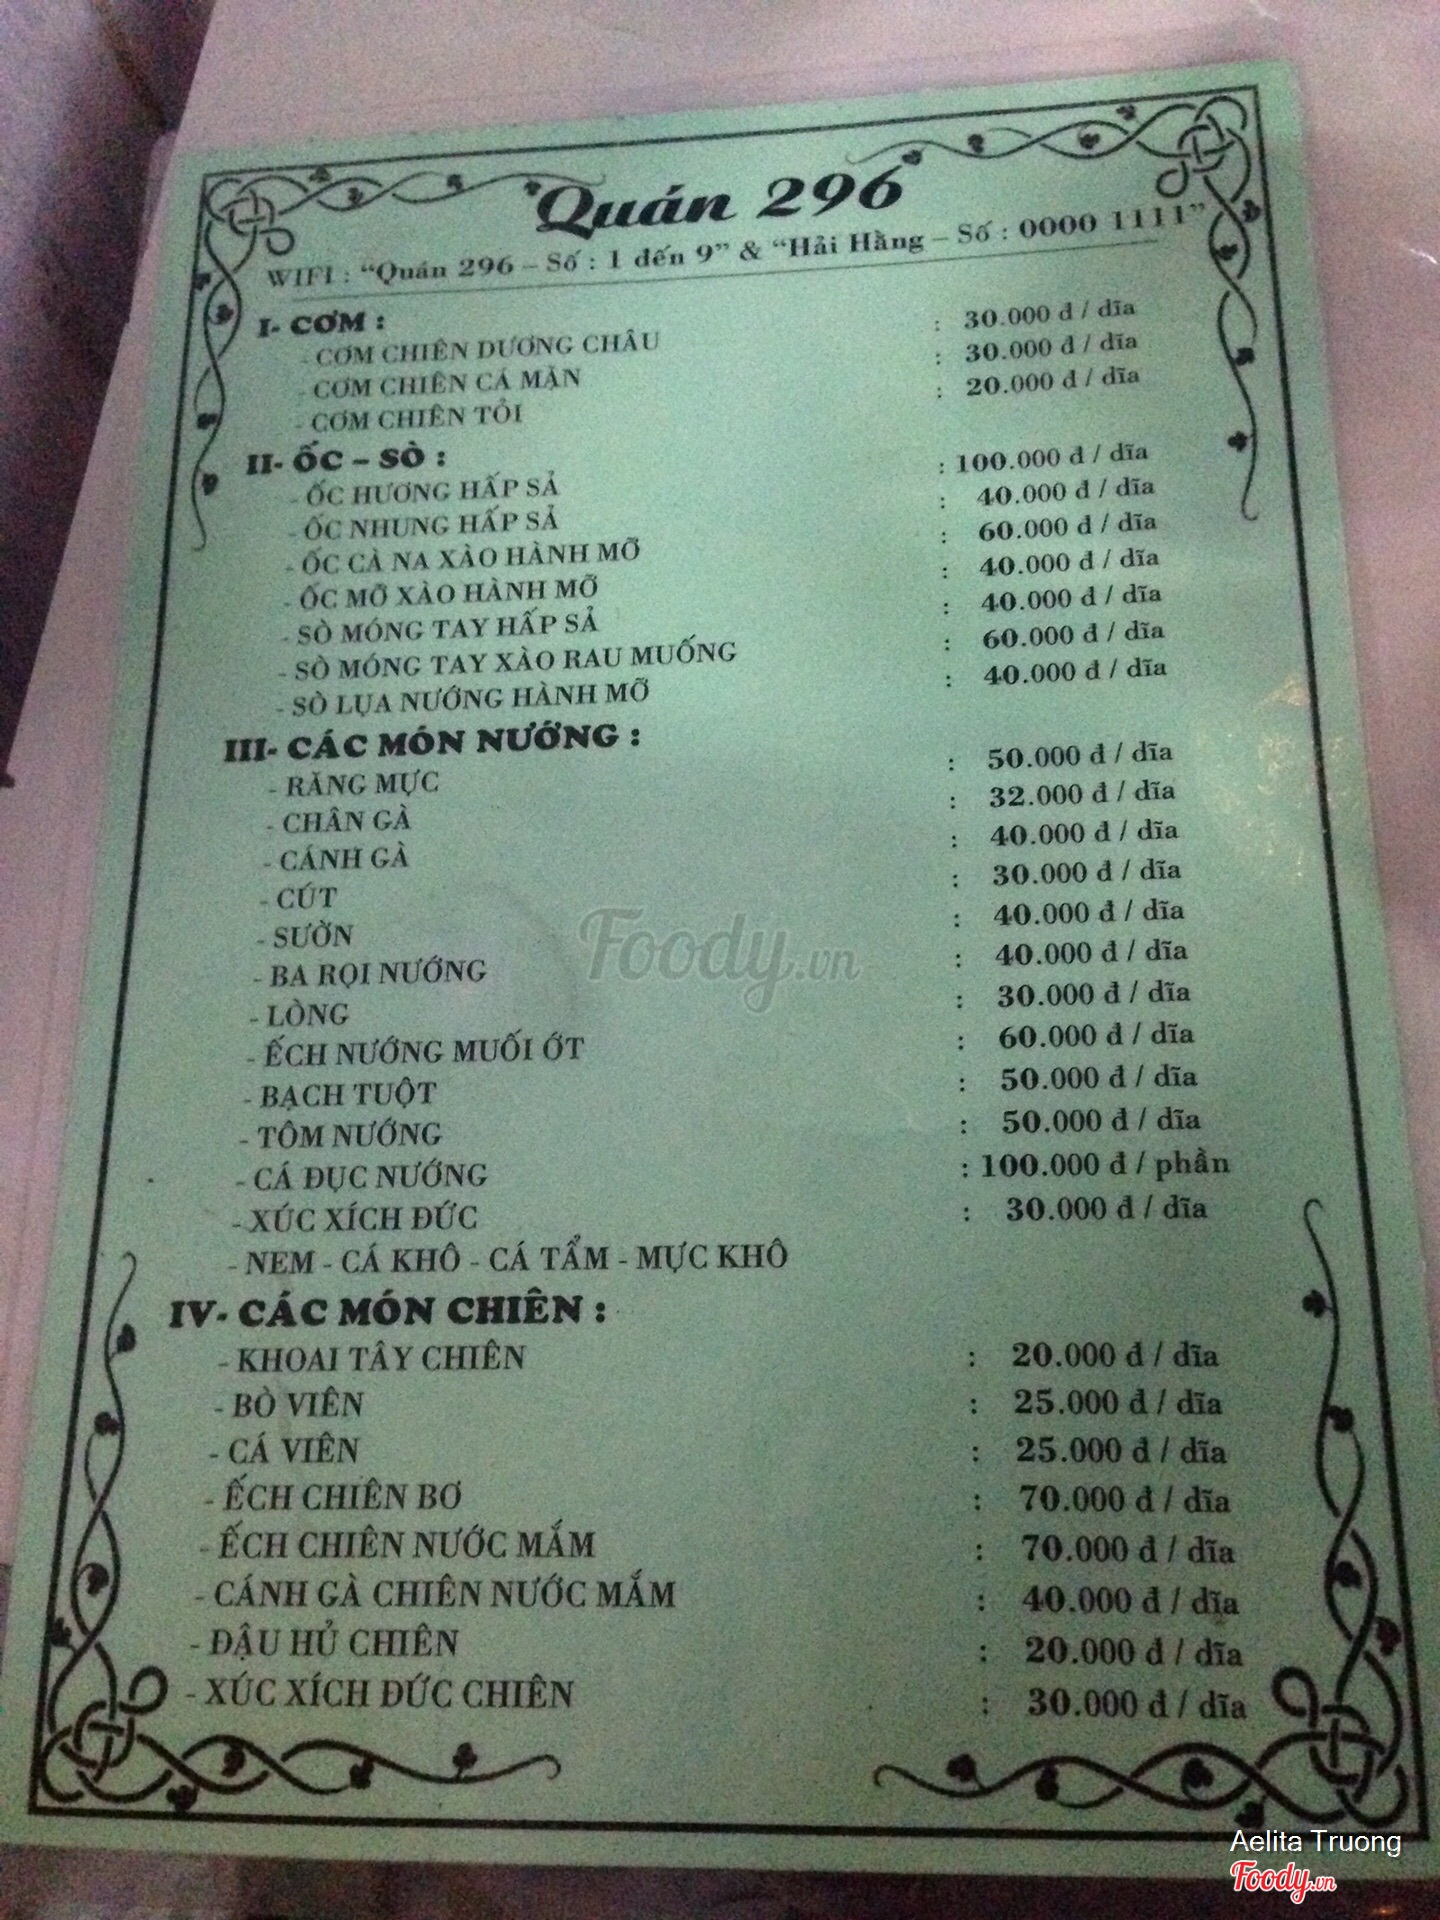 Quán 296
WIFI : “Quán 296 – Số : 1 đến 9” & “Hải Hằng – Số : 0000 1111”
I- CƠM :
- CƠM CHIÊN DƯƠNG CHÂU : 30.000 đ / dĩa
- CƠM CHIÊN CÁ MẶN : 30.000 đ / dĩa
- CƠM CHIÊN TỎI : 20.000 đ / dĩa
II- ỐC – SÒ :
- ỐC HƯƠNG HẤP SẢ : 100.000 đ / dĩa
- ỐC NHUNG HẤP SẢ : 40.000 đ / dĩa
- ỐC CÀ NA XÀO HÀNH MỠ : 60.000 đ / dĩa
- ỐC MỠ XÀO HÀNH MỠ : 40.000 đ / dĩa
- SÒ MÓNG TAY HẤP SẢ : 40.000 đ / dĩa
- SÒ MÓNG TAY XÀO RAU MUỐNG : 60.000 đ / dĩa
- SÒ LỤA NƯỚNG HÀNH MỠ : 40.000 đ / dĩa
III- CÁC MÓN NƯỚNG :
- RĂNG MỰC : 50.000 đ / dĩa
- CHÂN GÀ : 32.000 đ / dĩa
- CÁNH GÀ : 40.000 đ / dĩa
- CÚT : 30.000 đ / dĩa
- SƯỜN : 40.000 đ / dĩa
- BA RỌI NƯỚNG : 40.000 đ / dĩa
- LÒNG : 30.000 đ / dĩa
- ẾCH NƯỚNG MUỐI ỚT : 60.000 đ / dĩa
- BẠCH TUỘT : 50.000 đ / dĩa
- TÔM NƯỚNG : 50.000 đ / dĩa
- CÁ ĐỤC NƯỚNG : 100.000 đ / phần
- XÚC XÍCH ĐỨC : 30.000 đ / dĩa
- NEM - CÁ KHÔ - CÁ TẨM - MỰC KHÔ
IV- CÁC MÓN CHIÊN :
- KHOAI TÂY CHIÊN : 20.000 đ / dĩa
- BÒ VIÊN : 25.000 đ / dĩa
- CÁ VIÊN : 25.000 đ / dĩa
- ẾCH CHIÊN BƠ : 70.000 đ / dĩa
- ẾCH CHIÊN NƯỚC MẮM : 70.000 đ / dĩa
- CÁNH GÀ CHIÊN NƯỚC MẮM : 40.000 đ / dĩa
- ĐẬU HỦ CHIÊN : 20.000 đ / dĩa
- XÚC XÍCH ĐỨC CHIÊN : 30.000 đ / dĩa
Foody.vn
Aelita Truong
Foody.vn